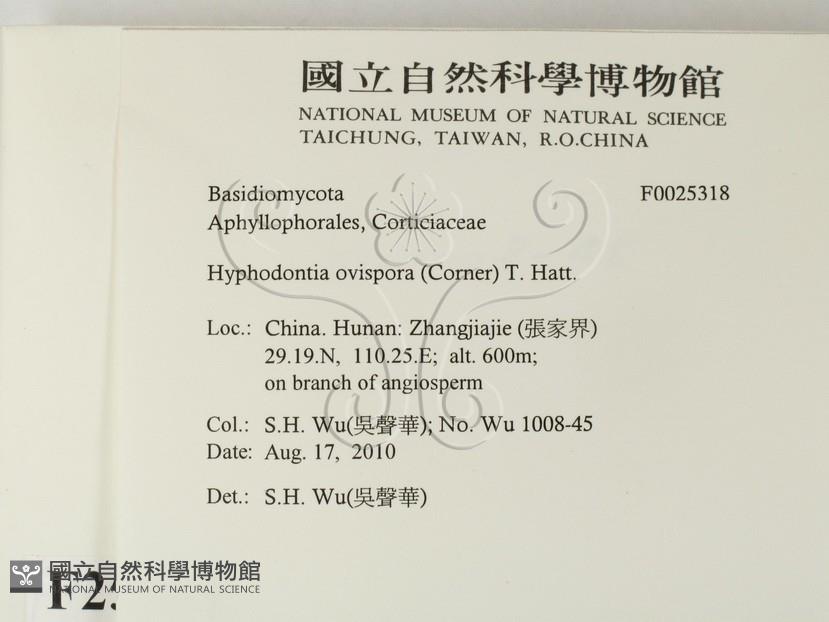 國立自然科學博物館
NATIONAL MUSEUM OF NATURAL SCIENCE
TAICHUNG, TAIWAN, R.O.CHINA
Basidiomycota F0025318
Aphyllophorales, Corticiaceae
Hyphodontia ovispora (Corner) T. Hatt.
Loc.: China. Hunan: Zhangjiajie (張家界)
29.19.N, 110.25.E; alt. 600m;
on branch of angiosperm
Col.: S.H. Wu(吳聲華); No. Wu 1008-45
Date: Aug. 17, 2010
Det.: S.H. Wu(吳聲華)
國立自然科學博物館
NATIONAL MUSEUM OF NATURAL SCIENCE